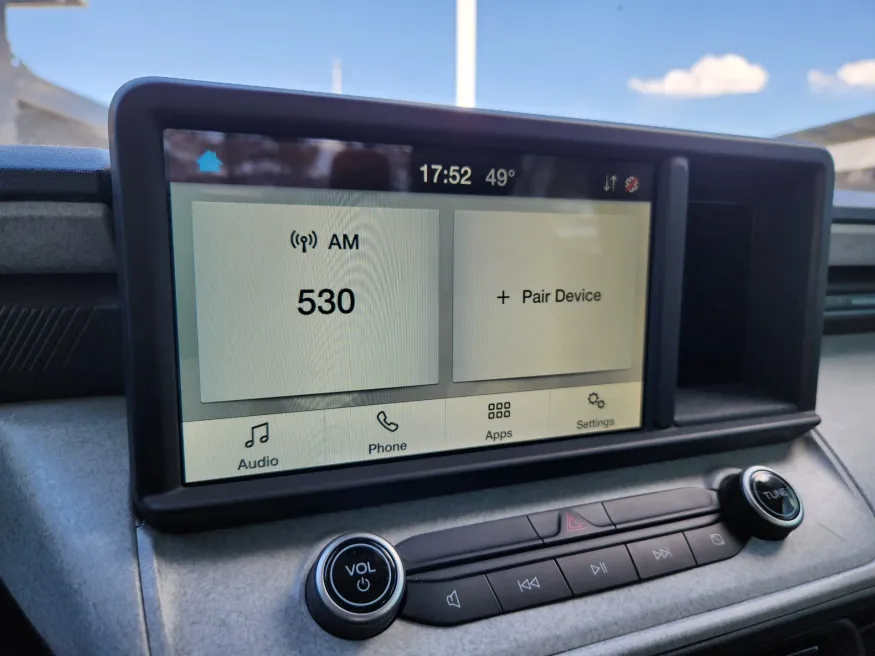 17:52 49°
AM
530
+ Pair Device
Audio
Phone
Apps
Settings
VOL
TUNE